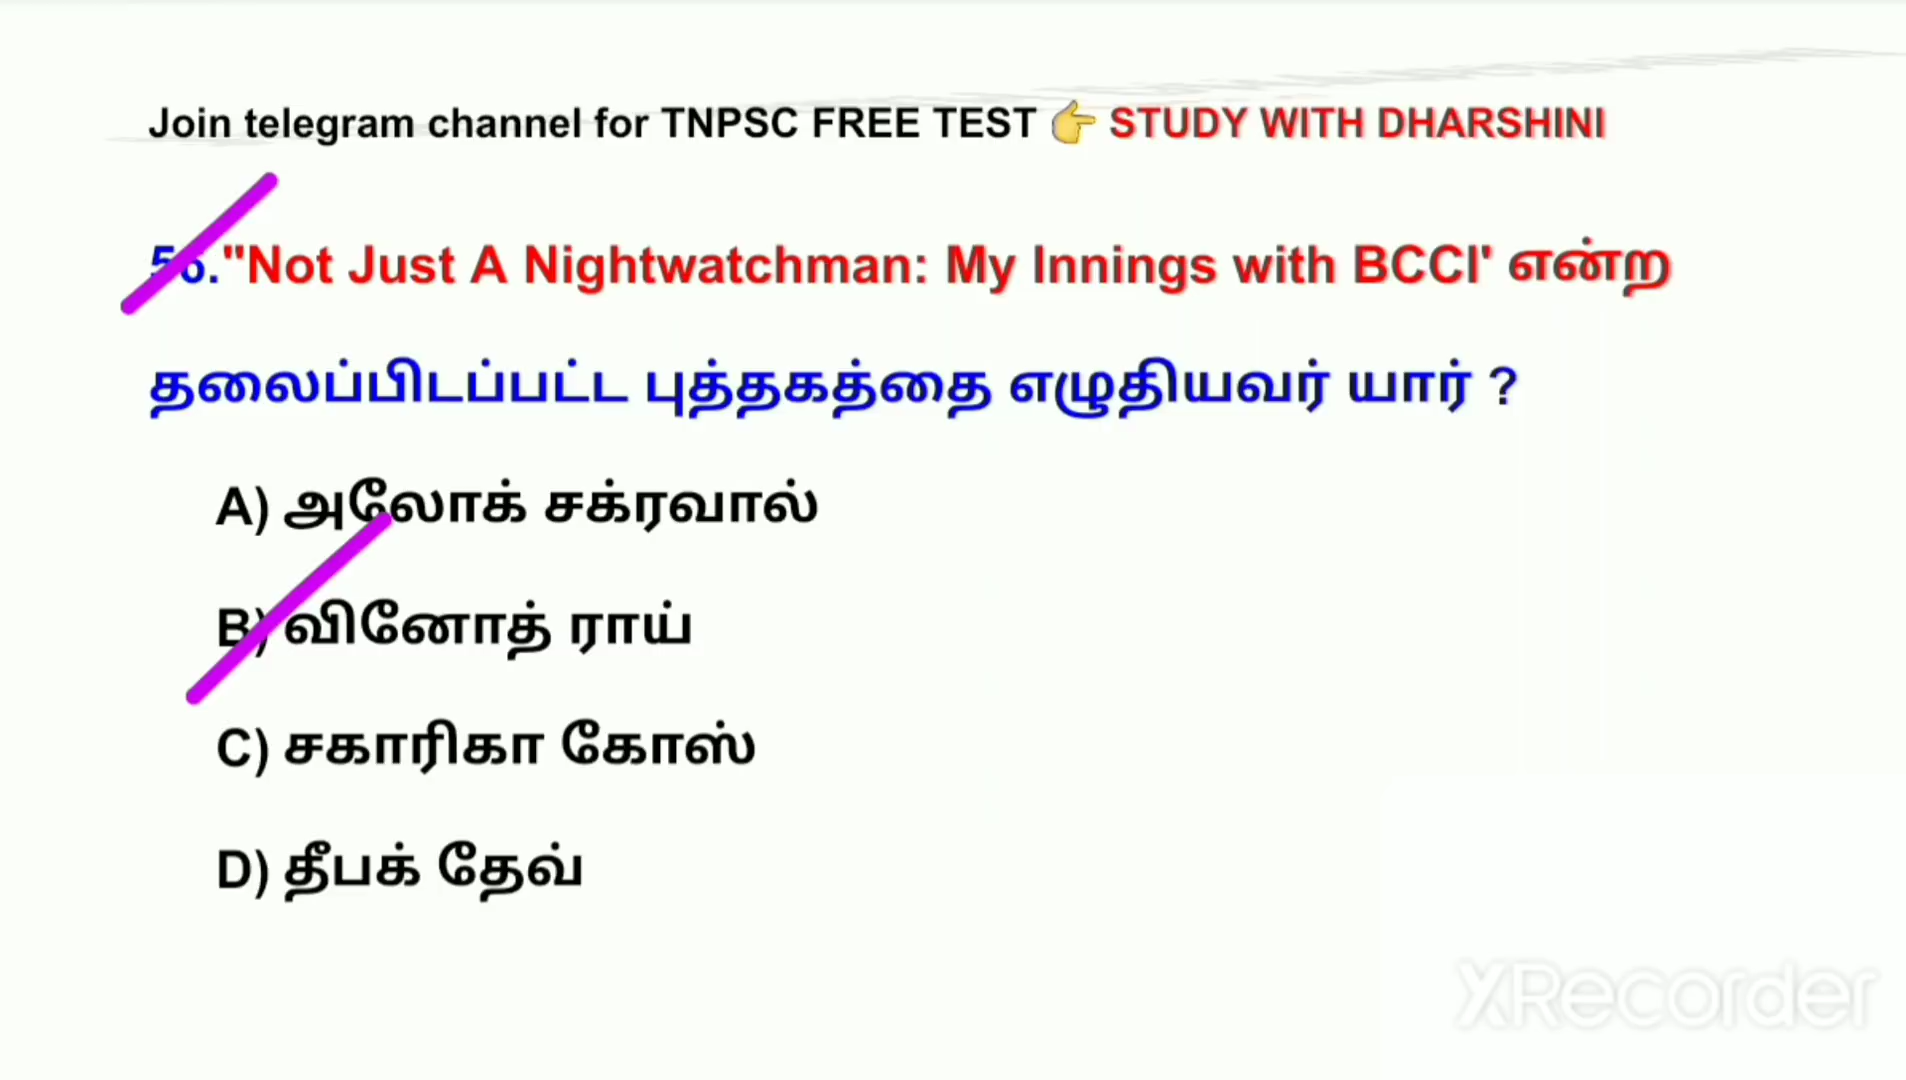 Join telegram channel for TNPSC FREE TEST 👉 STUDY WITH DHARSHINI
56."Not Just A Nightwatchman: My Innings with BCCI' என்ற
தலைப்பிடப்பட்ட புத்தகத்தை எழுதியவர் யார் ?
A) அலோக் சக்ரவால்
B) வினோத் ராய்
C) சகாரிகா கோஸ்
D) தீபக் தேவ்
XRecorder